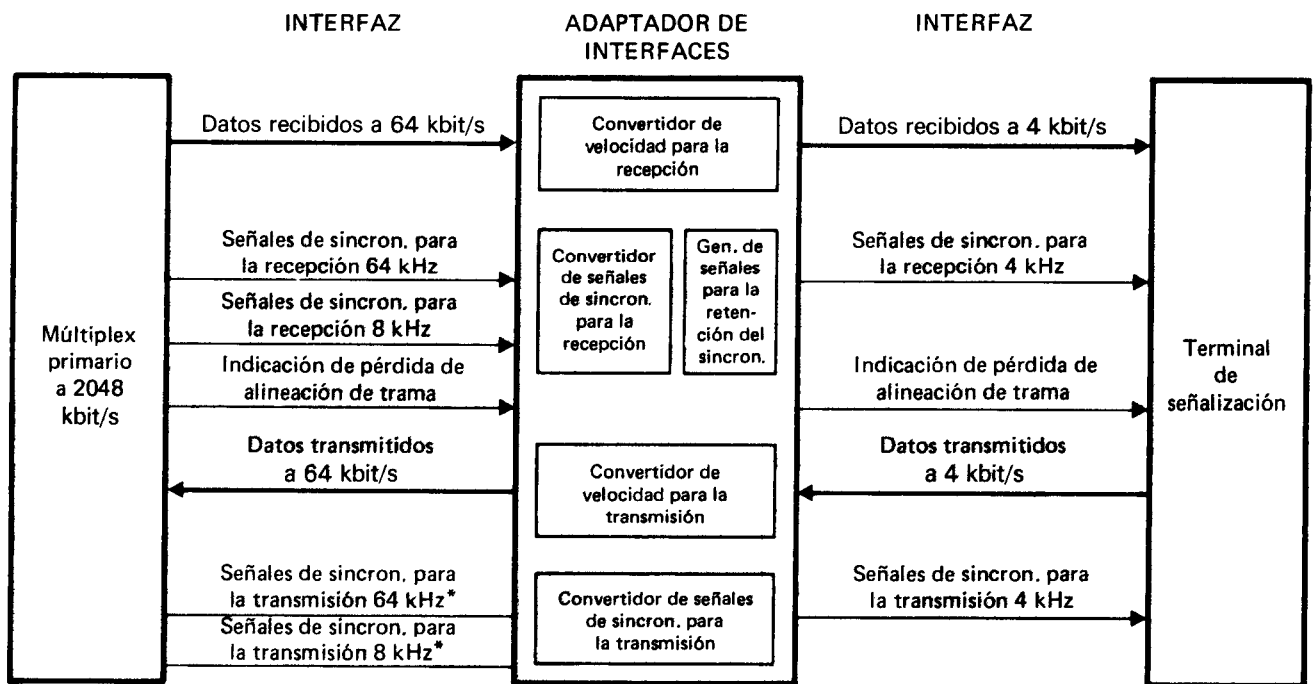 INTERFAZ
ADAPTADOR DE
INTERFACES
INTERFAZ
Múltiplex
primario
a 2048
kbit/s
Datos recibidos a 64 kbit/s
Señales de sincron. para
la recepción 64 kHz
Señales de sincron. para
la recepción 8 kHz
Indicación de pérdida de
alineación de trama
Datos transmitidos
a 64 kbit/s
Señales de sincron. para
la transmisión 64 kHz*
Señales de sincron. para
la transmisión 8 kHz*
Convertidor de
velocidad para la
recepción
Convertidor
de señales
de sincron.
para la
recepción
Gen. de
señales
para la
reten-
ción del
sincron.
Convertidor de
velocidad para la
transmisión
Convertidor de señales
de sincron. para
la transmisión
Datos recibidos a 4 kbit/s
Señales de sincron. para
la recepción 4 kHz
Indicación de pérdida de
alineación de trama
Datos transmitidos
a 4 kbit/s
Señales de sincron. para
la transmisión 4 kHz
Terminal
de
señalización